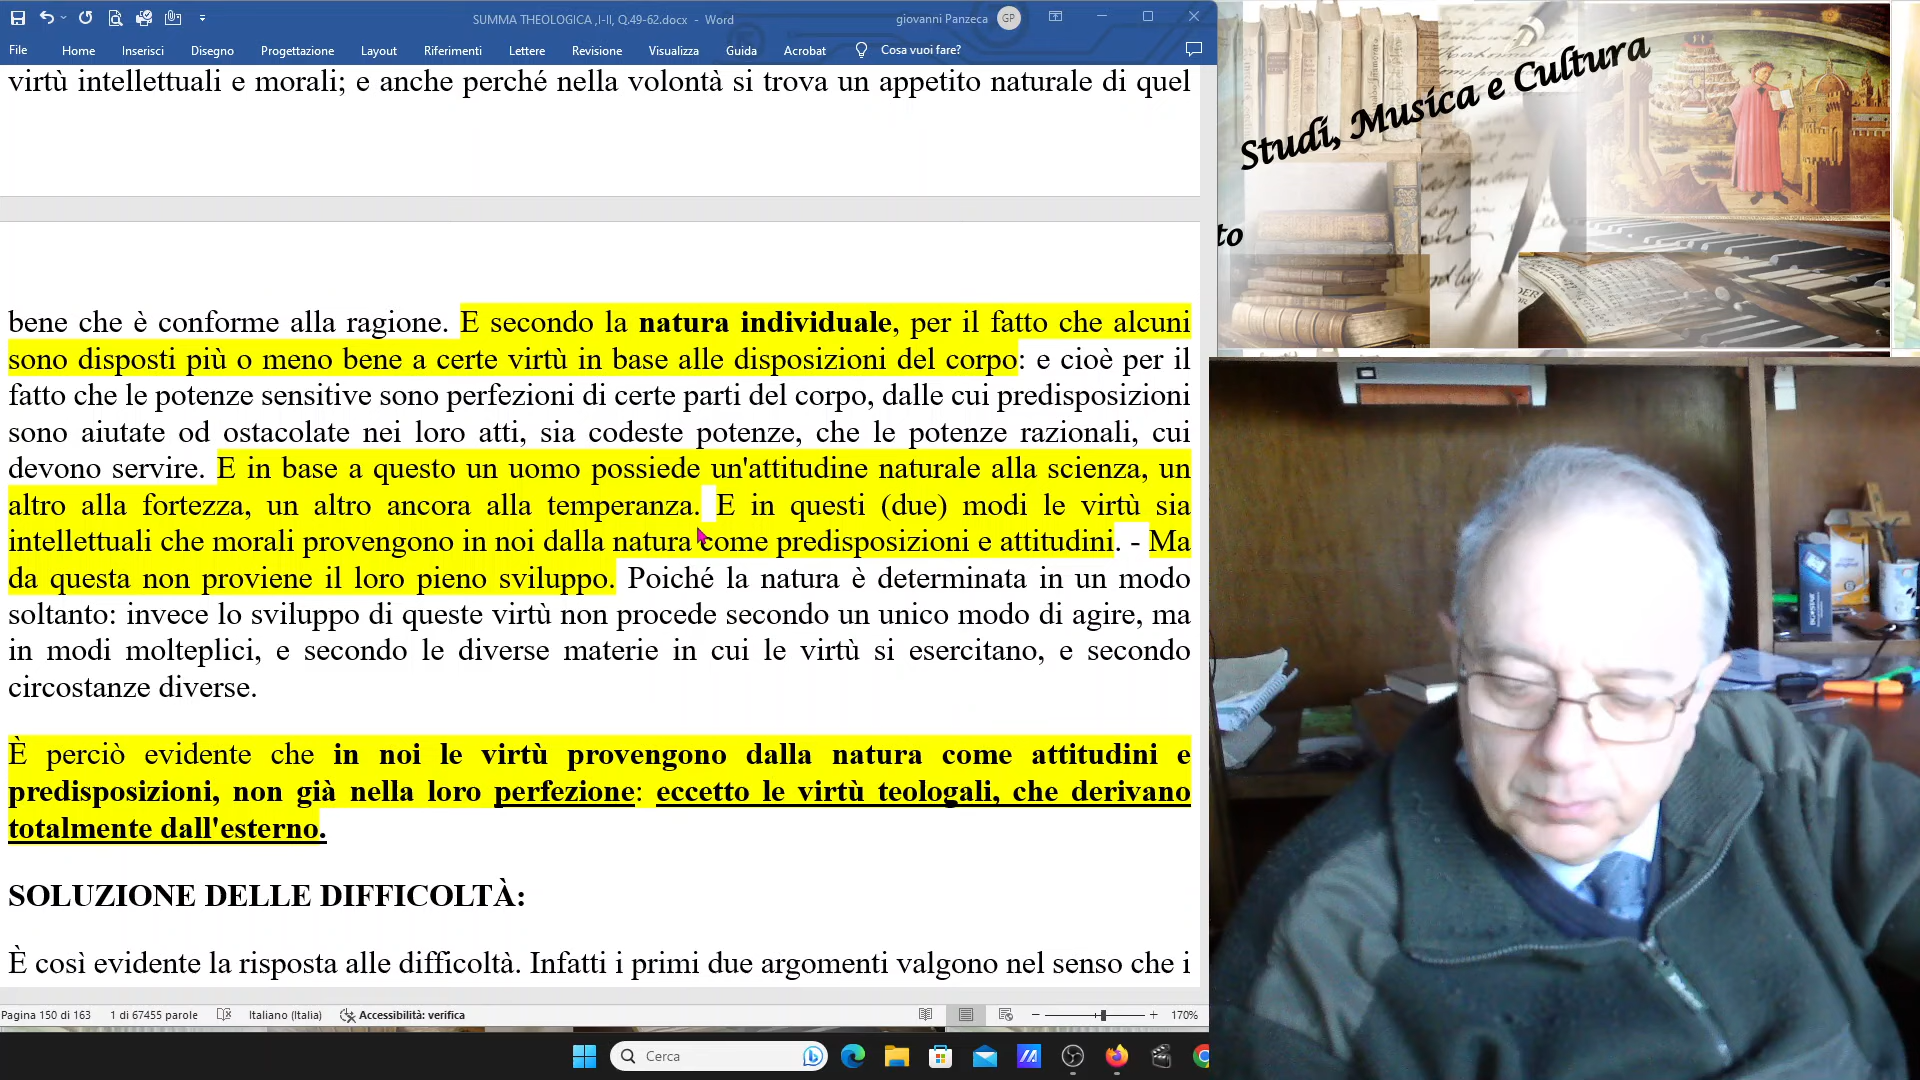 SUMMA THEOLOGICA ,I-II, Q.49-62.docx - Word
giovanni Panzeca GP
File Home Inserisci Disegno Progettazione Layout Riferimenti Lettere Revisione Visualizza Guida Acrobat Cosa vuoi fare?
Studi, Musica e Cultura
to
virtù intellettuali e morali; e anche perché nella volontà si trova un appetito naturale di quel
bene che è conforme alla ragione. E secondo la natura individuale, per il fatto che alcuni
sono disposti più o meno bene a certe virtù in base alle disposizioni del corpo: e cioè per il
fatto che le potenze sensitive sono perfezioni di certe parti del corpo, dalle cui predisposizioni
sono aiutate od ostacolate nei loro atti, sia codeste potenze, che le potenze razionali, cui
devono servire. E in base a questo un uomo possiede un'attitudine naturale alla scienza, un
altro alla fortezza, un altro ancora alla temperanza. E in questi (due) modi le virtù sia
intellettuali che morali provengono in noi dalla natura come predisposizioni e attitudini. - Ma
da questa non proviene il loro pieno sviluppo. Poiché la natura è determinata in un modo
soltanto: invece lo sviluppo di queste virtù non procede secondo un unico modo di agire, ma
in modi molteplici, e secondo le diverse materie in cui le virtù si esercitano, e secondo
circostanze diverse.
È perciò evidente che in noi le virtù provengono dalla natura come attitudini e
predisposizioni, non già nella loro perfezione: eccetto le virtù teologali, che derivano
totalmente dall'esterno.
SOLUZIONE DELLE DIFFICOLTÀ:
È così evidente la risposta alle difficoltà. Infatti i primi due argomenti valgono nel senso che i
Pagina 150 di 163 1 di 67455 parole Italiano (Italia) Accessibilità: verifica 170%
Cerca